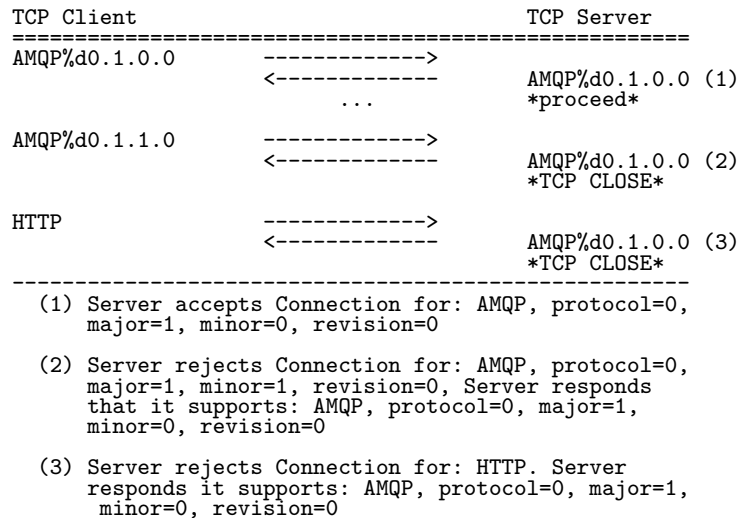 TCP Client                                 TCP Server
======================================================
AMQP%d0.1.0.0       ------------->
                    <-------------       AMQP%d0.1.0.0 (1)
                          ...            *proceed*
AMQP%d0.1.1.0       ------------->
                    <-------------       AMQP%d0.1.0.0 (2)
                                         *TCP CLOSE*
HTTP                ------------->
                    <-------------       AMQP%d0.1.0.0 (3)
                                         *TCP CLOSE*
------------------------------------------------------
  (1) Server accepts Connection for: AMQP, protocol=0,
      major=1, minor=0, revision=0
  (2) Server rejects Connection for: AMQP, protocol=0,
      major=1, minor=1, revision=0, Server responds
      that it supports: AMQP, protocol=0, major=1,
      minor=0, revision=0
  (3) Server rejects Connection for: HTTP. Server
      responds it supports: AMQP, protocol=0, major=1,
       minor=0, revision=0